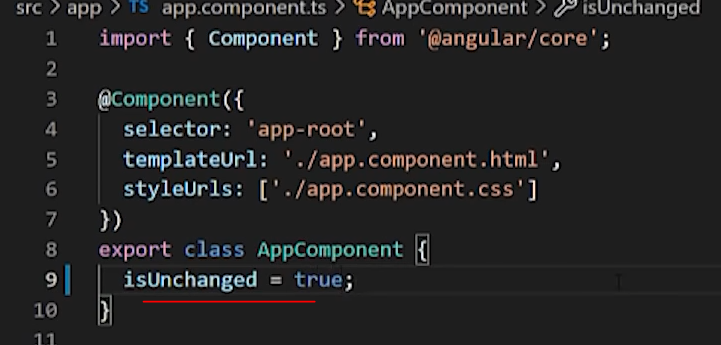 src > app > TS app.component.ts > AppComponent > isUnchanged
1 import { Component } from '@angular/core';
2
3 @Component({
4 selector: 'app-root',
5 templateUrl: './app.component.html',
6 styleUrls: ['./app.component.css']
7 })
8 export class AppComponent {
9 isUnchanged = true;
10 }
11